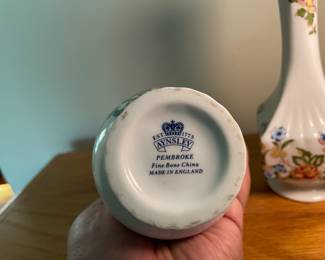 EST 1775
AYNSLEY
PEMBROKE
Fine Bone China
MADE IN ENGLAND